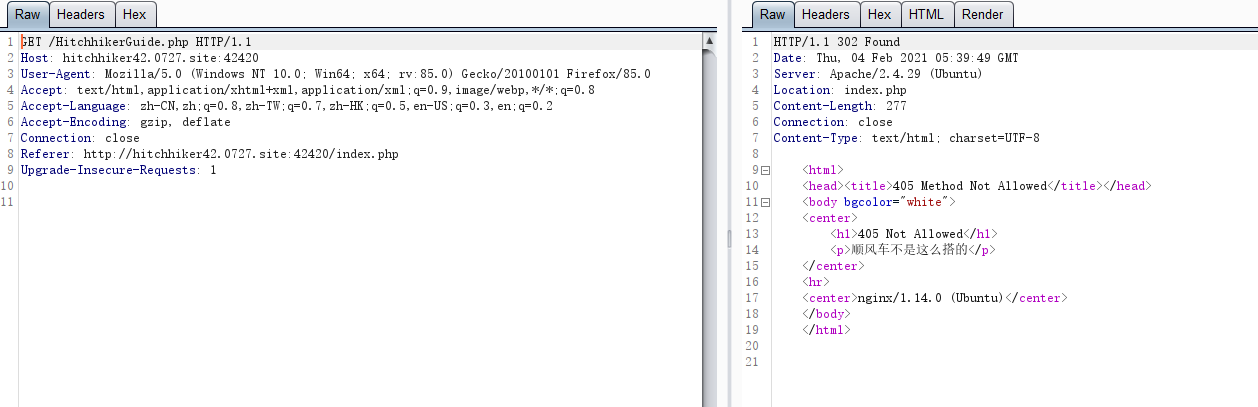 Raw Headers Hex
1 GET /HitchhikerGuide.php HTTP/1.1
2 Host: hitchhiker42.0727.site:42420
3 User-Agent: Mozilla/5.0 (Windows NT 10.0; Win64; x64; rv:85.0) Gecko/20100101 Firefox/85.0
4 Accept: text/html,application/xhtml+xml,application/xml;q=0.9,image/webp,*/*;q=0.8
5 Accept-Language: zh-CN,zh;q=0.8,zh-TW;q=0.7,zh-HK;q=0.5,en-US;q=0.3,en;q=0.2
6 Accept-Encoding: gzip, deflate
7 Connection: close
8 Referer: http://hitchhiker42.0727.site:42420/index.php
9 Upgrade-Insecure-Requests: 1
10
11
Raw Headers Hex HTML Render
1 HTTP/1.1 302 Found
2 Date: Thu, 04 Feb 2021 05:39:49 GMT
3 Server: Apache/2.4.29 (Ubuntu)
4 Location: index.php
5 Content-Length: 277
6 Connection: close
7 Content-Type: text/html; charset=UTF-8
8
9 <html>
10 <head><title>405 Method Not Allowed</title></head>
11 <body bgcolor="white">
12 <center>
13 <h1>405 Not Allowed</h1>
14 <p>顺风车不是这么搭的</p>
15 </center>
16 <hr>
17 <center>nginx/1.14.0 (Ubuntu)</center>
18 </body>
19 </html>
20
21